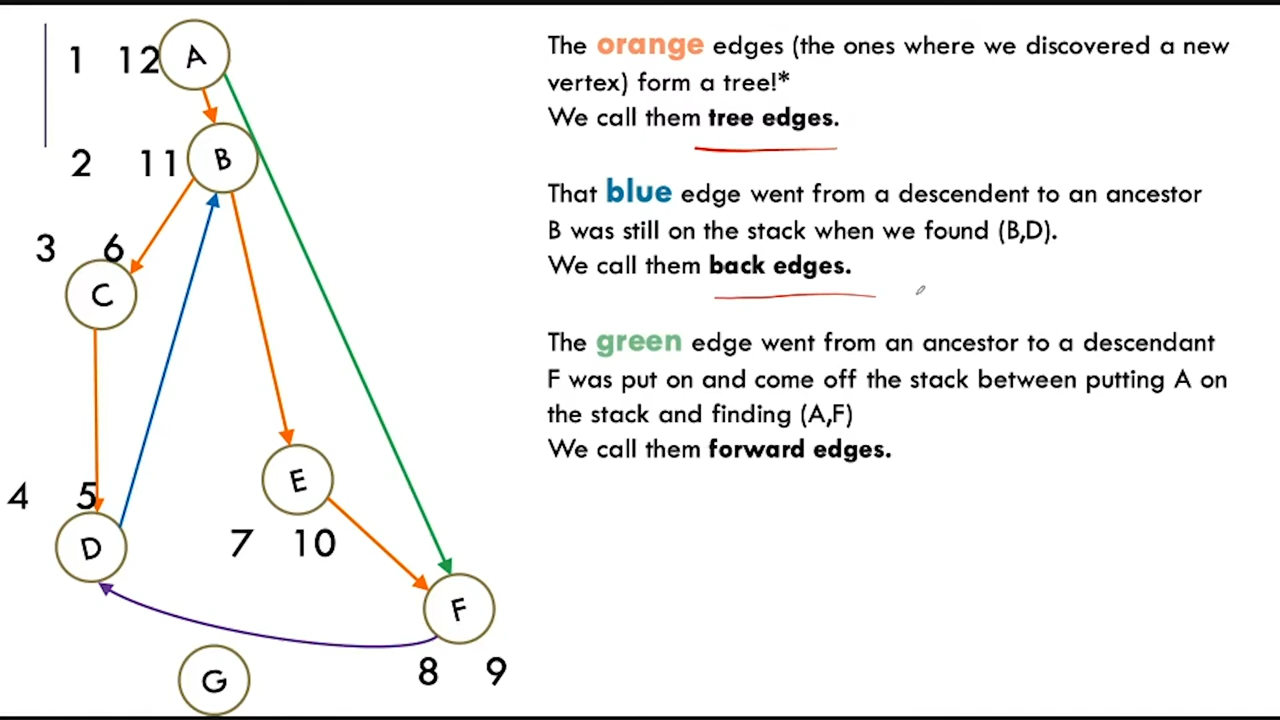 1 12 A
2 11 B
3 6
C
4 5
D
E
7 10
F
8 9
G
The orange edges (the ones where we discovered a new
vertex) form a tree!*
We call them tree edges.
That blue edge went from a descendent to an ancestor
B was still on the stack when we found (B,D).
We call them back edges.
The green edge went from an ancestor to a descendant
F was put on and come off the stack between putting A on
the stack and finding (A,F)
We call them forward edges.